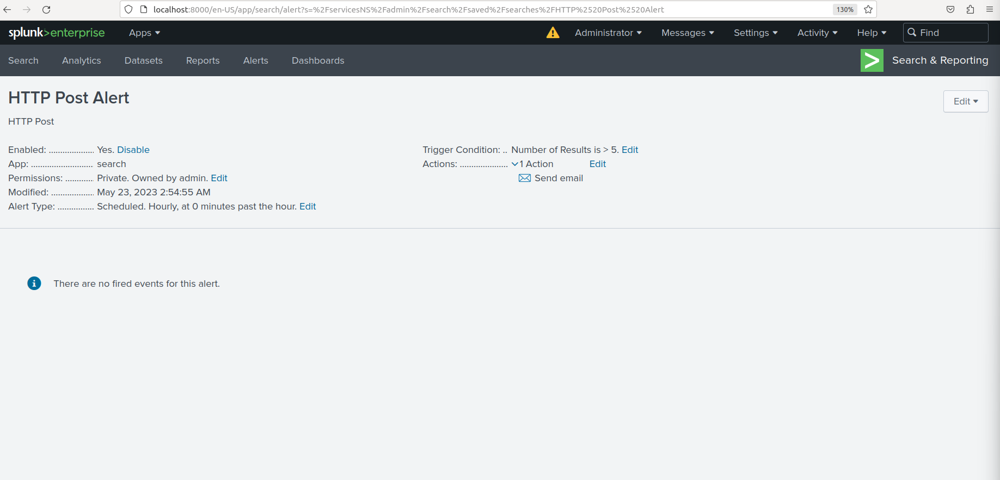 localhost:8000/en-US/app/search/alert?s=%2FservicesNS%2Fadmin%2Fsearch%2Fsaved%2Fsearches%2FHTTP%2520Post%2520Alert 130%
splunk>enterprise Apps Administrator Messages Settings Activity Help Find
Search Analytics Datasets Reports Alerts Dashboards Search & Reporting
HTTP Post Alert
Edit
HTTP Post
Enabled: .................... Yes. Disable
Trigger Condition: .. Number of Results is > 5. Edit
App: ........................... search
Actions: ..................... 1 Action Edit
Permissions: ............ Private. Owned by admin. Edit
Send email
Modified: ................... May 23, 2023 2:54:55 AM
Alert Type: ................ Scheduled. Hourly, at 0 minutes past the hour. Edit
There are no fired events for this alert.